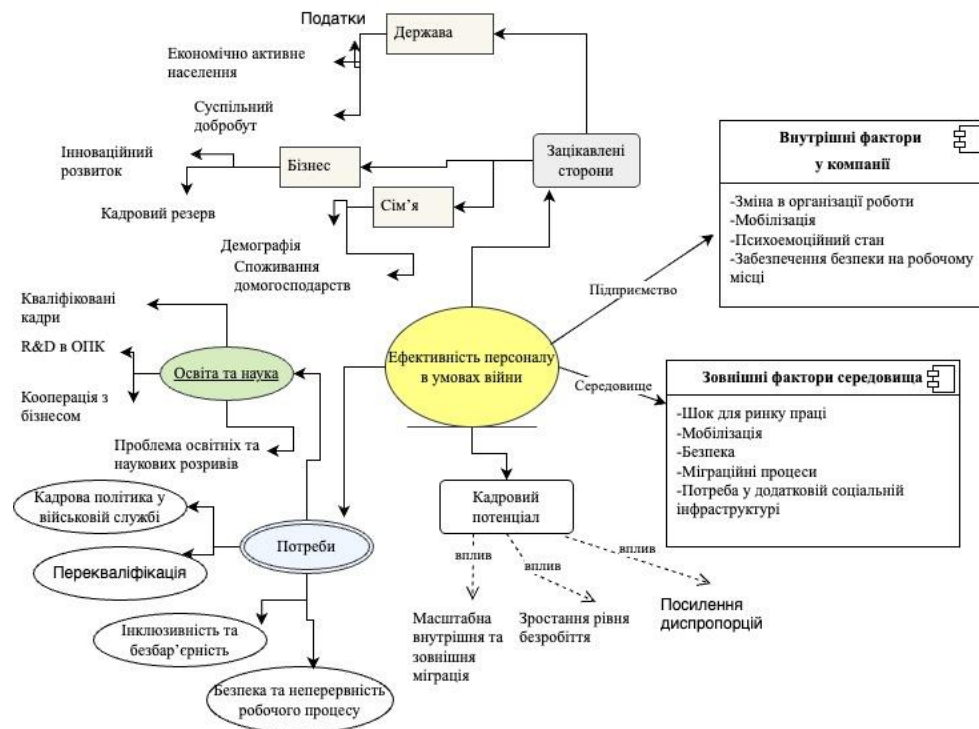 Податки
Держава
Економічно активне
населення
Суспільний
добробут
Інноваційний
розвиток
Бізнес
Зацікавлені
сторони
Кадровий резерв
Сім’я
Демографія
Споживання
домогосподарств
Внутрішні фактори
у компанії
-Зміна в організації роботи
-Мобілізація
-Психоемоційний стан
-Забезпечення безпеки на робочому
місці
Підприємство
Кваліфіковані
кадри
R&D в ОПК
Освіта та наука
Кооперація з
бізнесом
Проблема освітніх та
наукових розривів
Ефективність персоналу
в умовах війни
Середовище
Зовнішні фактори середовища
-Шок для ринку праці
-Мобілізація
-Безпека
-Міграційні процеси
-Потреба у додатковій соціальній
інфраструктурі
Кадрова політика у
військовій службі
Перекваліфікація
Потреби
Інклюзивність та
безбар’єрність
Безпека та неперервність
робочого процесу
Кадровий
потенціал
вплив
вплив
вплив
Масштабна
внутрішня та
зовнішня
міграція
Зростання рівня
безробіття
Посилення
диспропорцій